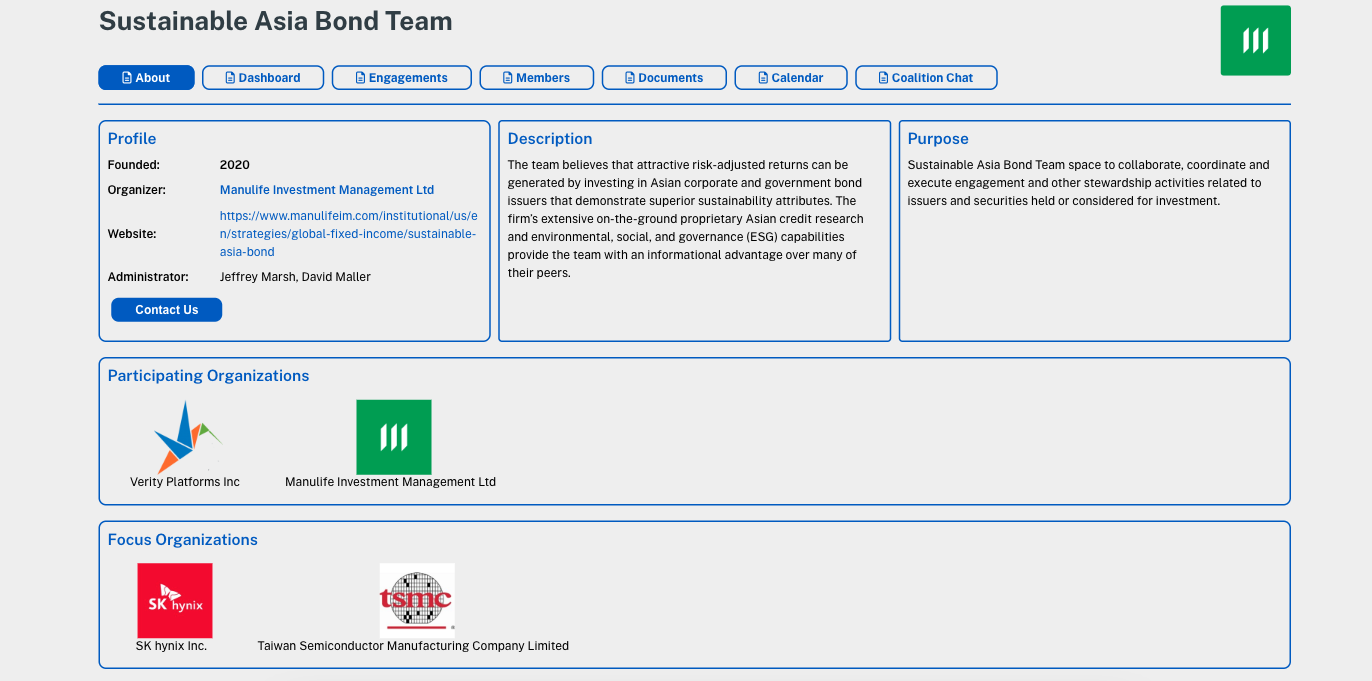 Sustainable Asia Bond Team
About
Dashboard
Engagements
Members
Documents
Calendar
Coalition Chat
Profile
Founded: 2020
Organizer: Manulife Investment Management Ltd
Website: https://www.manulifeim.com/institutional/us/e
n/strategies/global-fixed-income/sustainable-
asia-bond
Administrator: Jeffrey Marsh, David Maller
Contact Us
Description
The team believes that attractive risk-adjusted returns can be
generated by investing in Asian corporate and government bond
issuers that demonstrate superior sustainability attributes. The
firm's extensive on-the-ground proprietary Asian credit research
and environmental, social, and governance (ESG) capabilities
provide the team with an informational advantage over many of
their peers.
Purpose
Sustainable Asia Bond Team space to collaborate, coordinate and
execute engagement and other stewardship activities related to
issuers and securities held or considered for investment.
Participating Organizations
Verity Platforms Inc
Manulife Investment Management Ltd
Focus Organizations
SK hynix
SK hynix Inc.
tsmc
Taiwan Semiconductor Manufacturing Company Limited